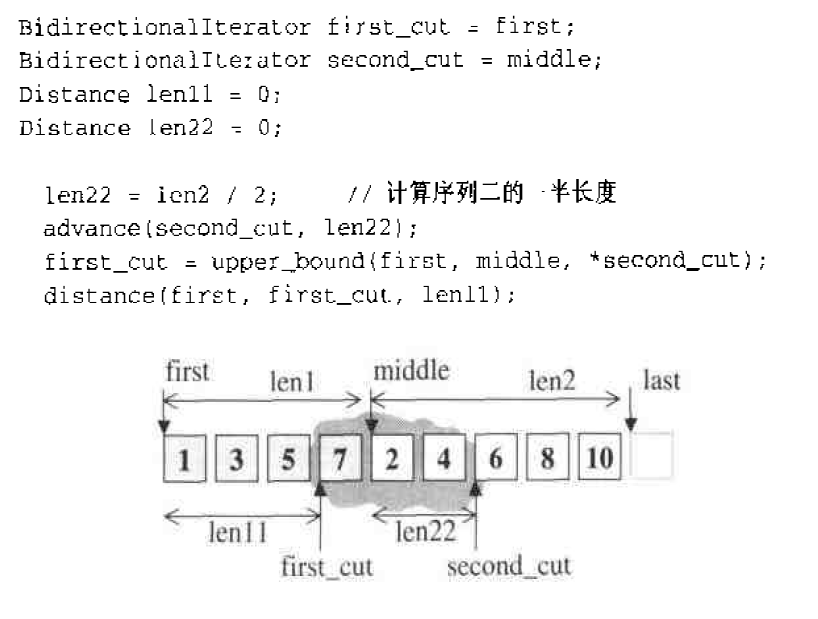 BidirectionalIterator first_cut = first;
BidirectionalIterator second_cut = middle;
Distance len11 = 0;
Distance len22 = 0;
len22 = len2 / 2; // 计算序列二的一半长度
advance(second_cut, len22);
first_cut = upper_bound(first, middle, *second_cut);
distance(first, first_cut, len11);
first len1 middle len2 last
1 3 5 7 2 4 6 8 10
len11 len22
first_cut second_cut